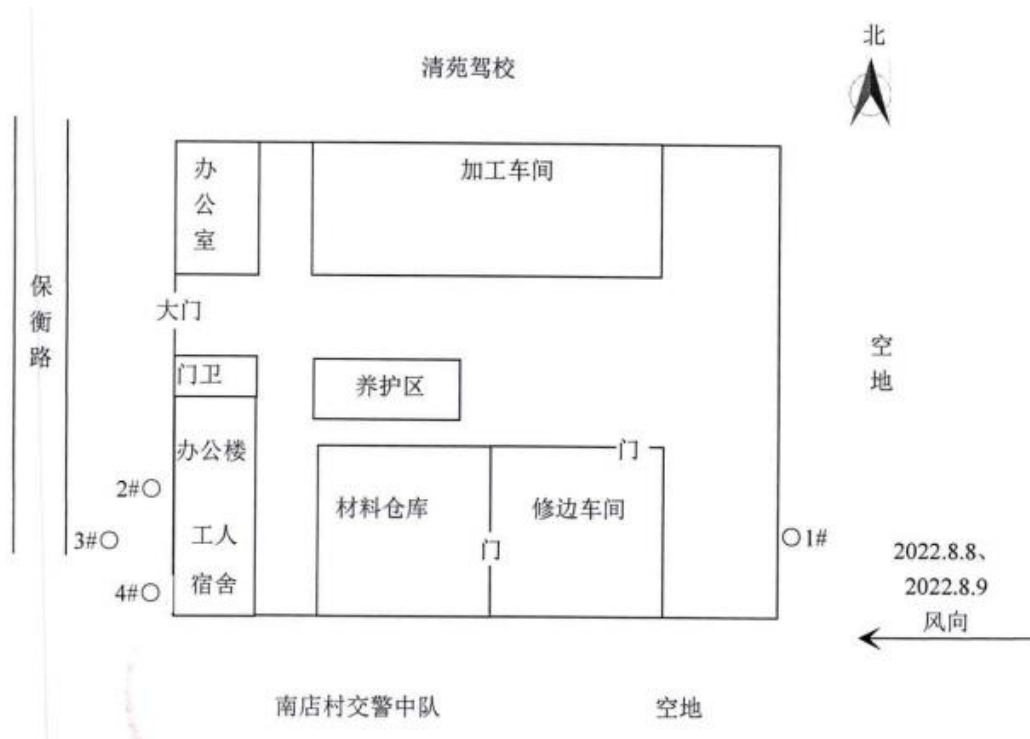 北
清苑驾校
办公室
加工车间
保衡路
大门
空地
门卫
养护区
办公楼
门
2#○
材料仓库
修边车间
3#○
工人
宿舍
门
○1#
4#○
2022.8.8、
2022.8.9
风向
南店村交警中队
空地